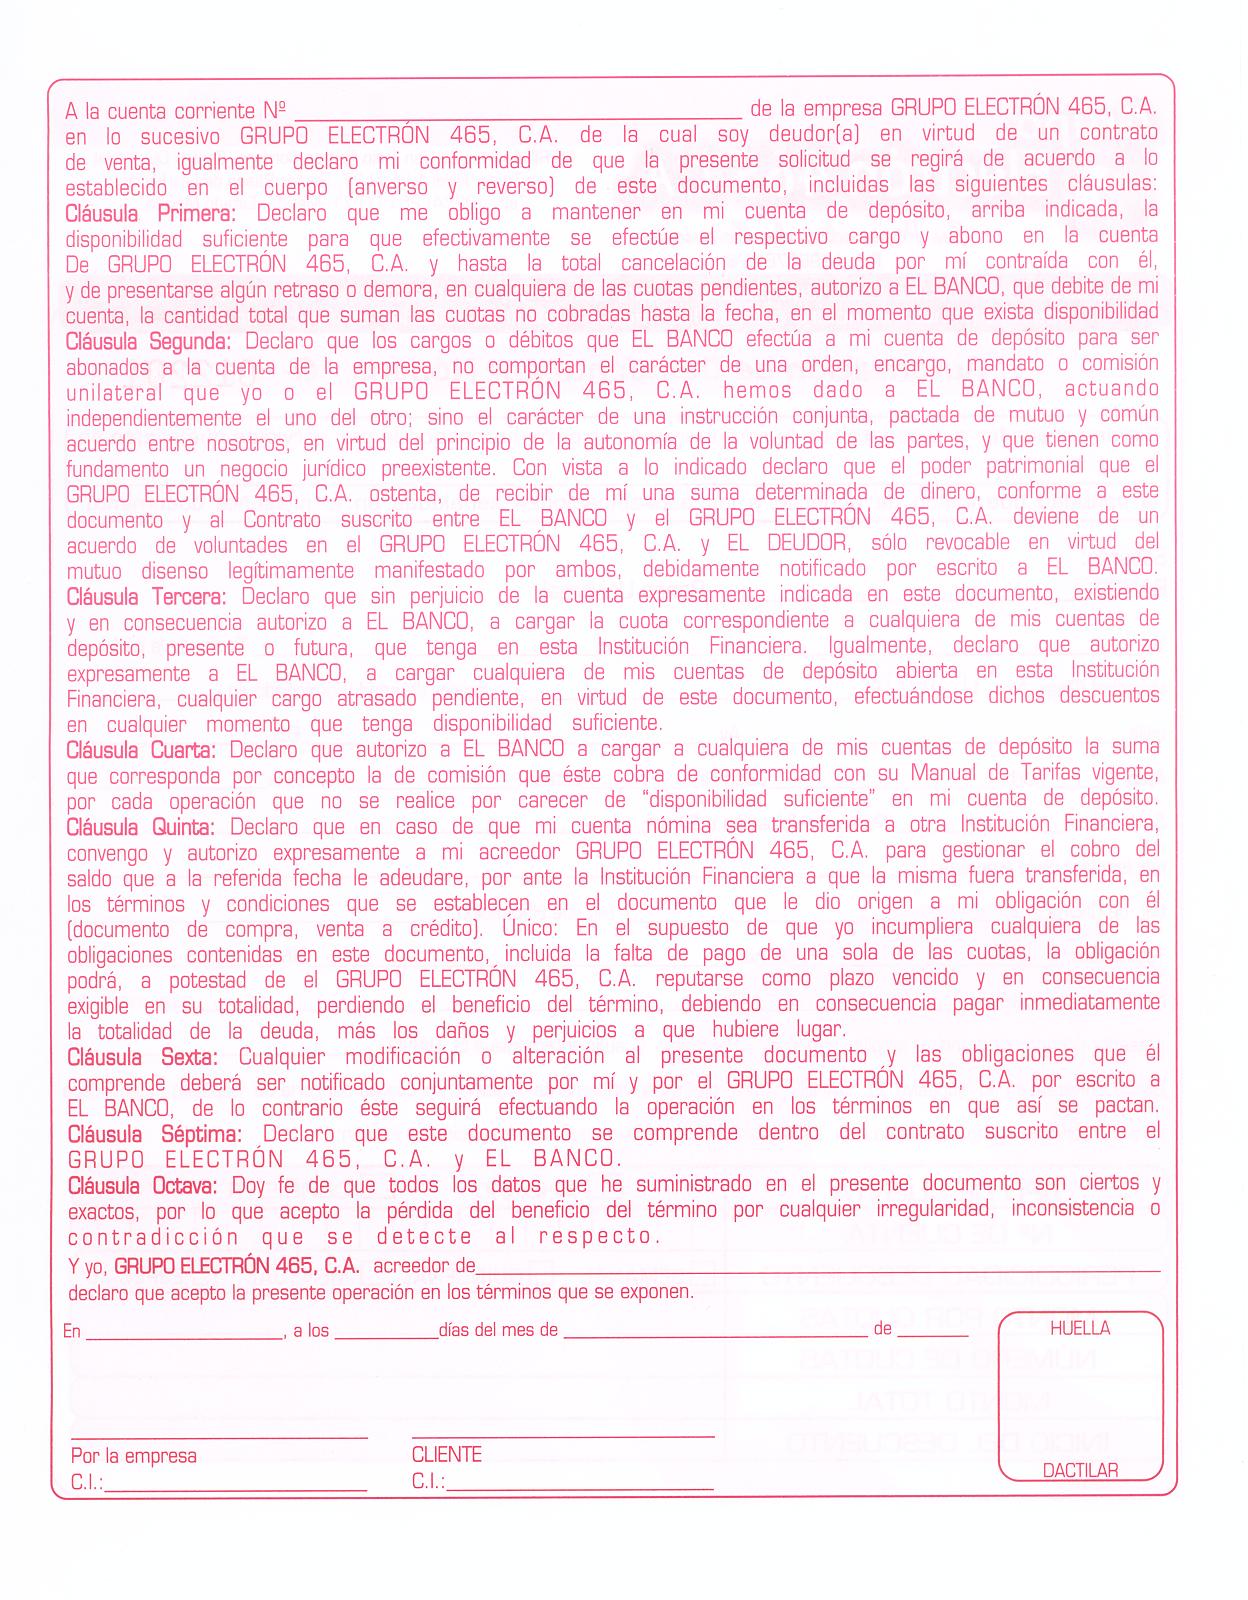 A la cuenta corriente Nº ______________ de la empresa GRUPO ELECTRÓN 465, C.A.
en lo sucesivo GRUPO ELECTRÓN 465, C.A. de la cual soy deudor(a) en virtud de un contrato
de venta, igualmente declaro mi conformidad de que la presente solicitud se regirá de acuerdo a lo
establecido en el cuerpo (anverso y reverso) de este documento, incluidas las siguientes cláusulas:
Cláusula Primera: Declaro que me obligo a mantener en mi cuenta de depósito, arriba indicada, la
disponibilidad suficiente para que efectivamente se efectúe el respectivo cargo y abono en la cuenta
De GRUPO ELECTRÓN 465, C.A. y hasta la total cancelación de la deuda por mí contraída con él,
y de presentarse algún retraso o demora, en cualquiera de las cuotas pendientes, autorizo a EL BANCO, que debite de mi
cuenta, la cantidad total que suman las cuotas no cobradas hasta la fecha, en el momento que exista disponibilidad
Cláusula Segunda: Declaro que los cargos o débitos que EL BANCO efectúa a mi cuenta de depósito para ser
abonados a la cuenta de la empresa, no comportan el carácter de una orden, encargo, mandato o comisión
unilateral que yo o el GRUPO ELECTRÓN 465, C.A. hemos dado a EL BANCO, actuando
independientemente el uno del otro; sino el carácter de una instrucción conjunta, pactada de mutuo y común
acuerdo entre nosotros, en virtud del principio de la autonomía de la voluntad de las partes, y que tienen como
fundamento un negocio jurídico preexistente. Con vista a lo indicado declaro que el poder patrimonial que el
GRUPO ELECTRÓN 465, C.A. ostenta, de recibir de mí una suma determinada de dinero, conforme a este
documento y al Contrato suscrito entre EL BANCO y el GRUPO ELECTRÓN 465, C.A. deviene de un
acuerdo de voluntades en el GRUPO ELECTRÓN 465, C.A. y EL DEUDOR, sólo revocable en virtud del
mutuo disenso legítimamente manifestado por ambos, debidamente notificado por escrito a EL BANCO.
Cláusula Tercera: Declaro que sin perjuicio de la cuenta expresamente indicada en este documento, existiendo
y en consecuencia autorizo a EL BANCO, a cargar la cuota correspondiente a cualquiera de mis cuentas de
depósito, presente o futura, que tenga en esta Institución Financiera. Igualmente, declaro que autorizo
expresamente a EL BANCO, a cargar cualquiera de mis cuentas de depósito abierta en esta Institución
Financiera, cualquier cargo atrasado pendiente, en virtud de este documento, efectuándose dichos descuentos
en cualquier momento que tenga disponibilidad suficiente.
Cláusula Cuarta: Declaro que autorizo a EL BANCO a cargar a cualquiera de mis cuentas de depósito la suma
que corresponda por concepto la de comisión que éste cobra de conformidad con su Manual de Tarifas vigente,
por cada operación que no se realice por carecer de “disponibilidad suficiente” en mi cuenta de depósito.
Cláusula Quinta: Declaro que en caso de que mi cuenta nómina sea transferida a otra Institución Financiera,
convengo y autorizo expresamente a mi acreedor GRUPO ELECTRÓN 465, C.A. para gestionar el cobro del
saldo que a la referida fecha le adeudare, por ante la Institución Financiera a que la misma fuera transferida, en
los términos y condiciones que se establecen en el documento que le dio origen a mi obligación con él
(documento de compra, venta a crédito). Único: En el supuesto de que yo incumpliera cualquiera de las
obligaciones contenidas en este documento, incluida la falta de pago de una sola de las cuotas, la obligación
podrá, a potestad de el GRUPO ELECTRÓN 465, C.A. reputarse como plazo vencido y en consecuencia
exigible en su totalidad, perdiendo el beneficio del término, debiendo en consecuencia pagar inmediatamente
la totalidad de la deuda, más los daños y perjuicios a que hubiere lugar.
Cláusula Sexta: Cualquier modificación o alteración al presente documento y las obligaciones que él
comprende deberá ser notificado conjuntamente por mí y por el GRUPO ELECTRÓN 465, C.A. por escrito a
EL BANCO, de lo contrario éste seguirá efectuando la operación en los términos en que así se pactan.
Cláusula Séptima: Declaro que este documento se comprende dentro del contrato suscrito entre el
GRUPO ELECTRÓN 465, C.A. y EL BANCO.
Cláusula Octava: Doy fe de que todos los datos que he suministrado en el presente documento son ciertos y
exactos, por lo que acepto la pérdida del beneficio del término por cualquier irregularidad, inconsistencia o
contradicción que se detecte al respecto.
Y yo, GRUPO ELECTRÓN 465, C.A. acreedor de______________
declaro que acepto la presente operación en los términos que se exponen.
En ______________, a los ________días del mes de ______________ de ______
HUELLA
DACTILAR
Por la empresa
C.I.:______________
CLIENTE
C.I.:______________